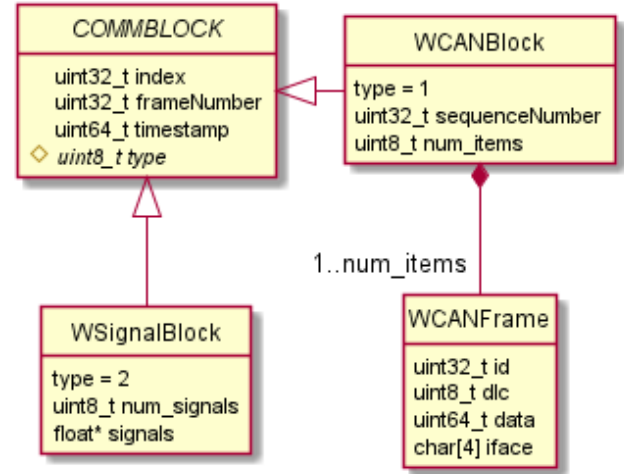 COMMBLOCK
uint32_t index
uint32_t frameNumber
uint64_t timestamp
uint8_t type
WCANBlock
type = 1
uint32_t sequenceNumber
uint8_t num_items
1..num_items
WSignalBlock
type = 2
uint8_t num_signals
float* signals
WCANFrame
uint32_t id
uint8_t dlc
uint64_t data
char[4] iface